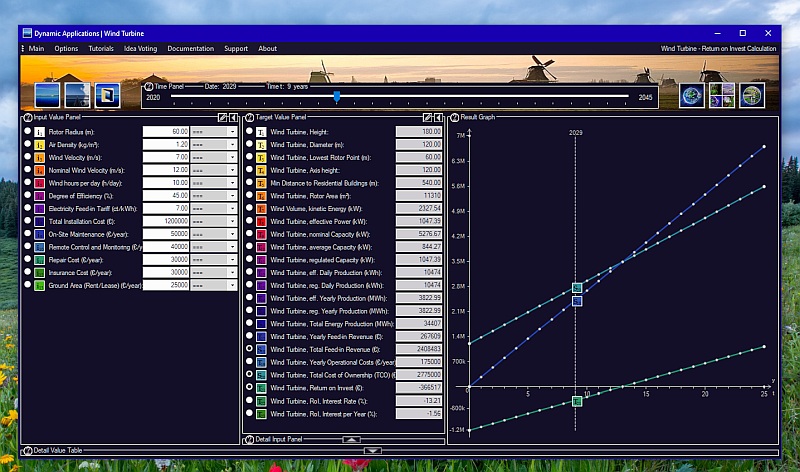 Dynamic Applications | Wind Turbine
Main Options Tutorials Idea Voting Documentation Support About
Wind Turbine - Return on Invest Calculation
Time Panel Date: 2029 Time t: 9 years
2020 2045
Input Value Panel
Rotor Radius (m): 60.00 ===
Air Density (kg/m³): 1.20 ===
Wind Velocity (m/s): 7.00 ===
Nominal Wind Velocity (m/s): 12.00 ===
Wind hours per day (h/day): 10.00 ===
Degree of Efficiency (%): 45.00 ===
Electricity Feed-in Tariff (ct/kWh): 7.00 ===
Total Installation Cost (€): 1200000 ===
On-Site Maintenance (€/year): 50000 ===
Remote Control and Monitoring (€/y 40000 ===
Repair Cost (€/year): 30000 ===
Insurance Cost (€/year): 30000 ===
Ground Area (Rent/Lease) (€/year): 25000 ===
Target Value Panel
Wind Turbine, Height: 180.00
Wind Turbine, Diameter (m): 120.00
Wind Turbine, Lowest Rotor Point (m): 60.00
Wind Turbine, Axis height: 120.00
Min Distance to Residential Buildings (m): 540.00
Wind Turbine, Rotor Area (m²): 11310
Wind Volume, kinetic Energy (kW): 2327.54
Wind Turbine, effective Power (kW): 1047.39
Wind Turbine, nominal Capacity (kW): 5276.67
Wind Turbine, average Capacity (kW): 844.27
Wind Turbine, regulated Capacity (kW): 1047.39
Wind Turbine, eff. Daily Production (kWh): 10474
Wind Turbine, reg. Daily Production (kWh): 10474
Wind Turbine, eff. Yearly Production (MWh): 3822.99
Wind Turbine, reg. Yearly Production (MWh): 3822.99
Wind Turbine, Total Energy Production (MWh): 34407
Wind Turbine, Yearly Feed-in Revenue (€): 267609
Wind Turbine, Total Feed-in Revenue (€): 2408483
Wind Turbine, Yearly Operational Costs (€/year) 175000
Wind Turbine, Total Cost of Ownership (TCO) (€ 2775000
Wind Turbine, Return on Invest (€): -366517
Wind Turbine, RoI, Interest Rate (%): -13.21
Wind Turbine, RoI, Interest per Year (%): -1.56
Detail Input Panel
Result Graph
2029
7M
6.3M
5.6M
4.9M
4.2M
3.5M
2.8M
2.1M
1.4M
700k
-600k
-1.2M
0 5 10 15 20 25
y
t
Detail Value Table